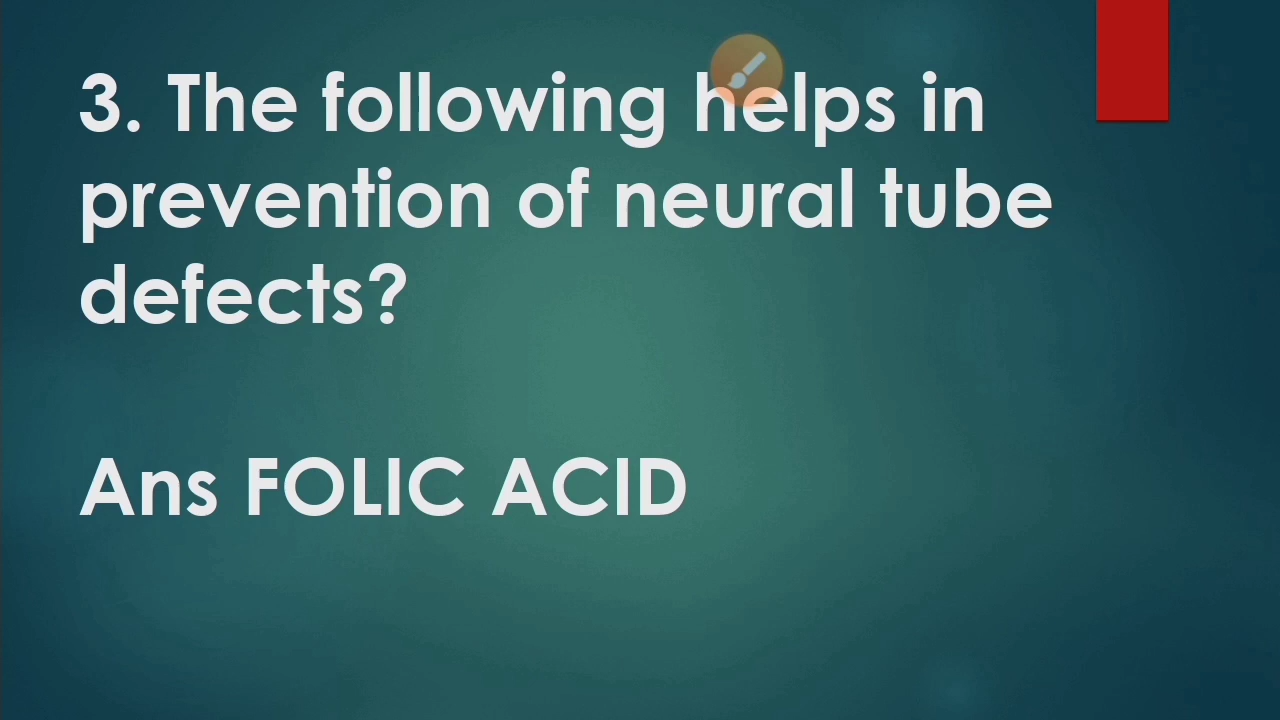 3. The following helps in
prevention of neural tube
defects?
Ans FOLIC ACID